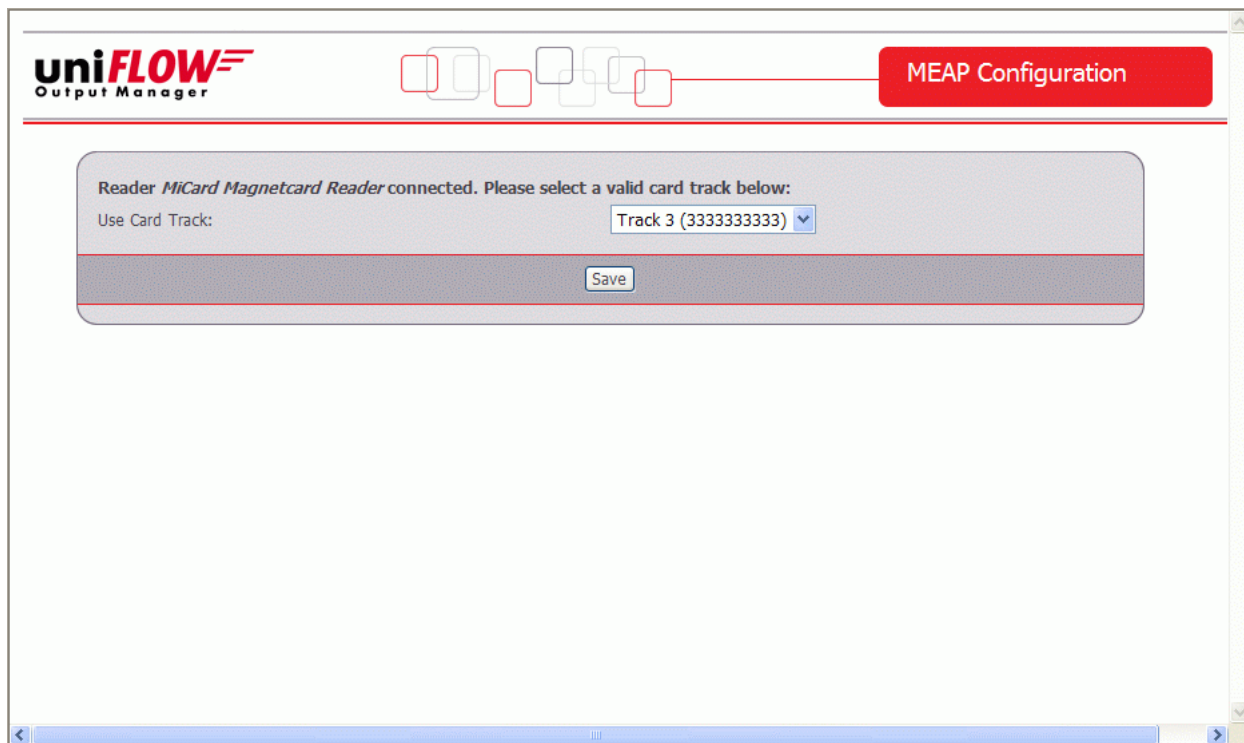 uniFLOW
Output Manager
MEAP Configuration
Reader MiCard Magnetcard Reader connected. Please select a valid card track below:
Use Card Track:
Track 3 (3333333333)
Save